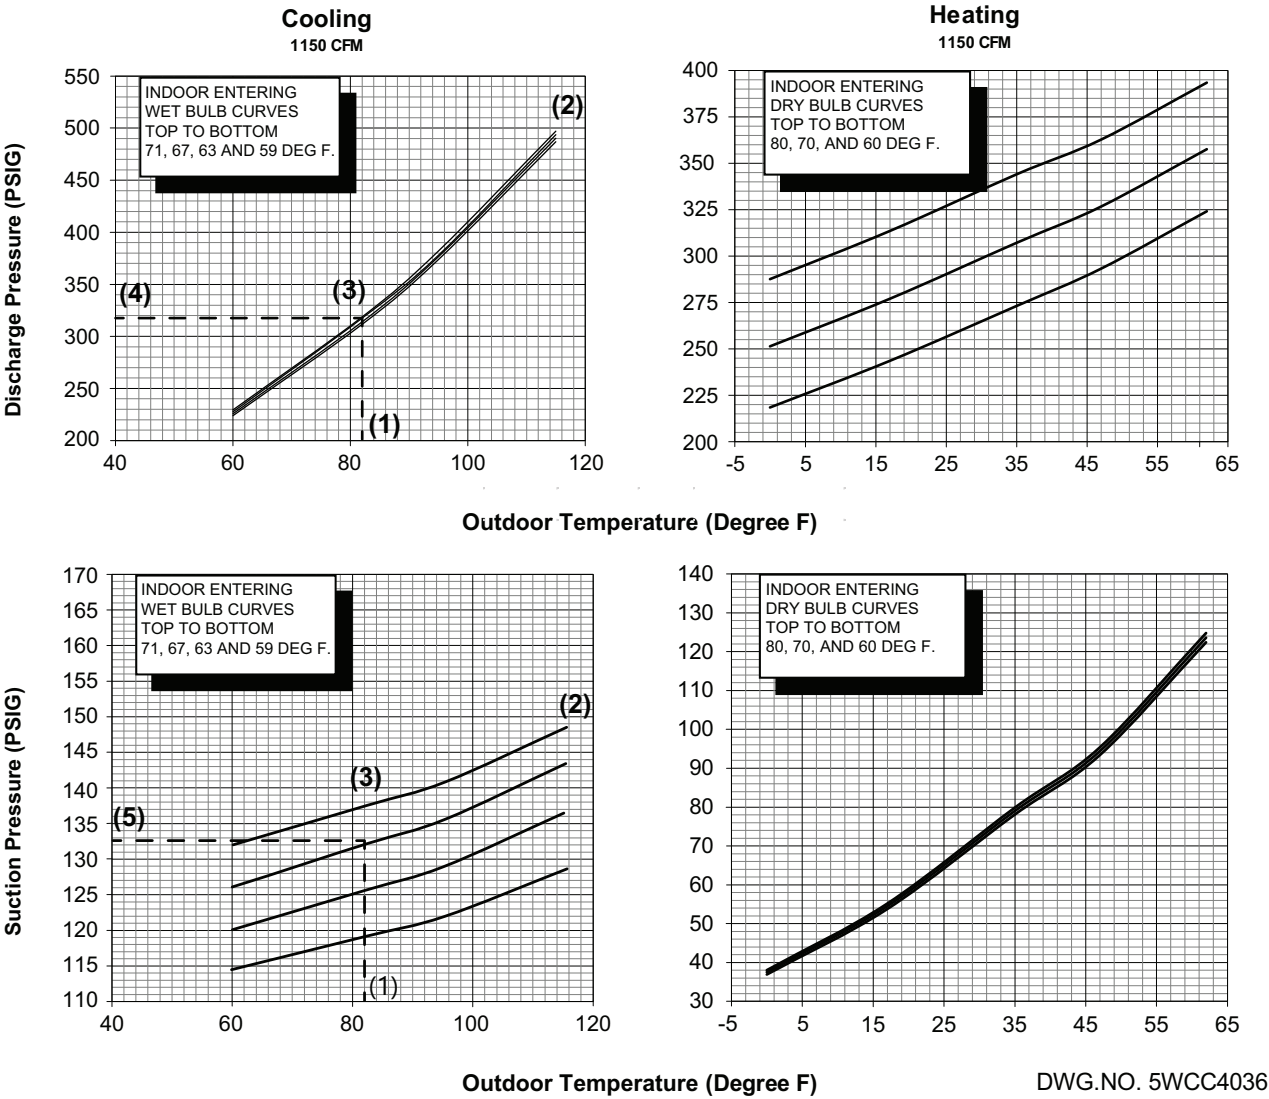 Cooling
1150 CFM
Heating
1150 CFM
Discharge Pressure (PSIG)
550
500
450
400
350
300
250
200
INDOOR ENTERING
WET BULB CURVES
TOP TO BOTTOM
71, 67, 63 AND 59 DEG F.
(2)
(4)
(3)
(1)
40 60 80 100 120
400
375
350
325
300
275
250
225
200
INDOOR ENTERING
DRY BULB CURVES
TOP TO BOTTOM
80, 70, AND 60 DEG F.
-5 5 15 25 35 45 55 65
Outdoor Temperature (Degree F)
Suction Pressure (PSIG)
170
165
160
155
150
145
140
135
130
125
120
115
110
INDOOR ENTERING
WET BULB CURVES
TOP TO BOTTOM
71, 67, 63 AND 59 DEG F.
(2)
(3)
(5)
(1)
40 60 80 100 120
140
130
120
110
100
90
80
70
60
50
40
30
INDOOR ENTERING
DRY BULB CURVES
TOP TO BOTTOM
80, 70, AND 60 DEG F.
-5 5 15 25 35 45 55 65
Outdoor Temperature (Degree F)
DWG.NO. 5WCC4036